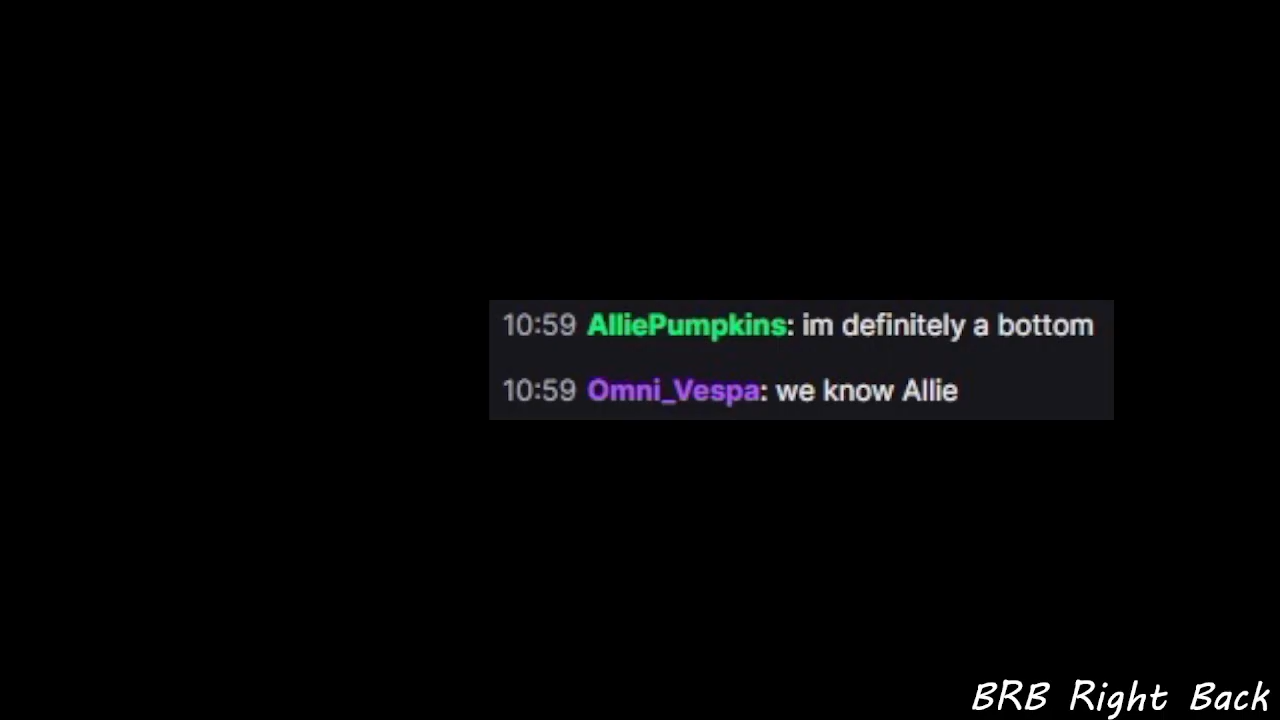 10:59 AlliePumpkins: im definitely a bottom
10:59 Omni_Vespa: we know Allie
BRB Right Back